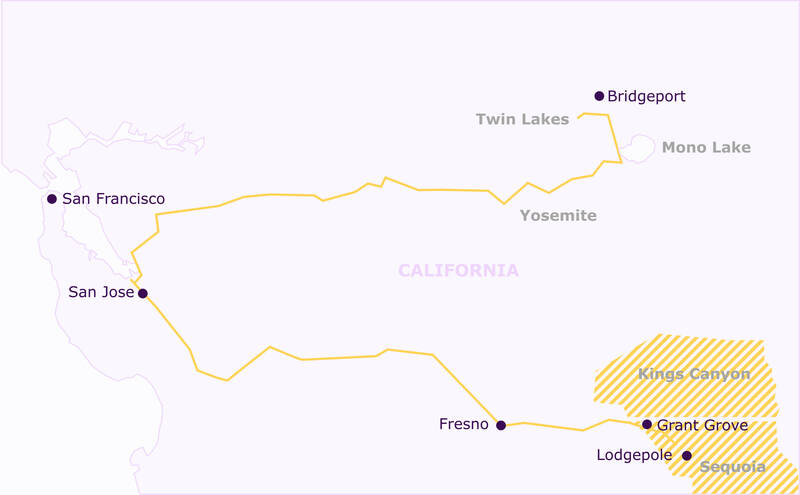 Bridgeport
Twin Lakes
Mono Lake
San Francisco
Yosemite
CALIFORNIA
San Jose
Kings Canyon
Fresno
Grant Grove
Lodgepole
Sequoia